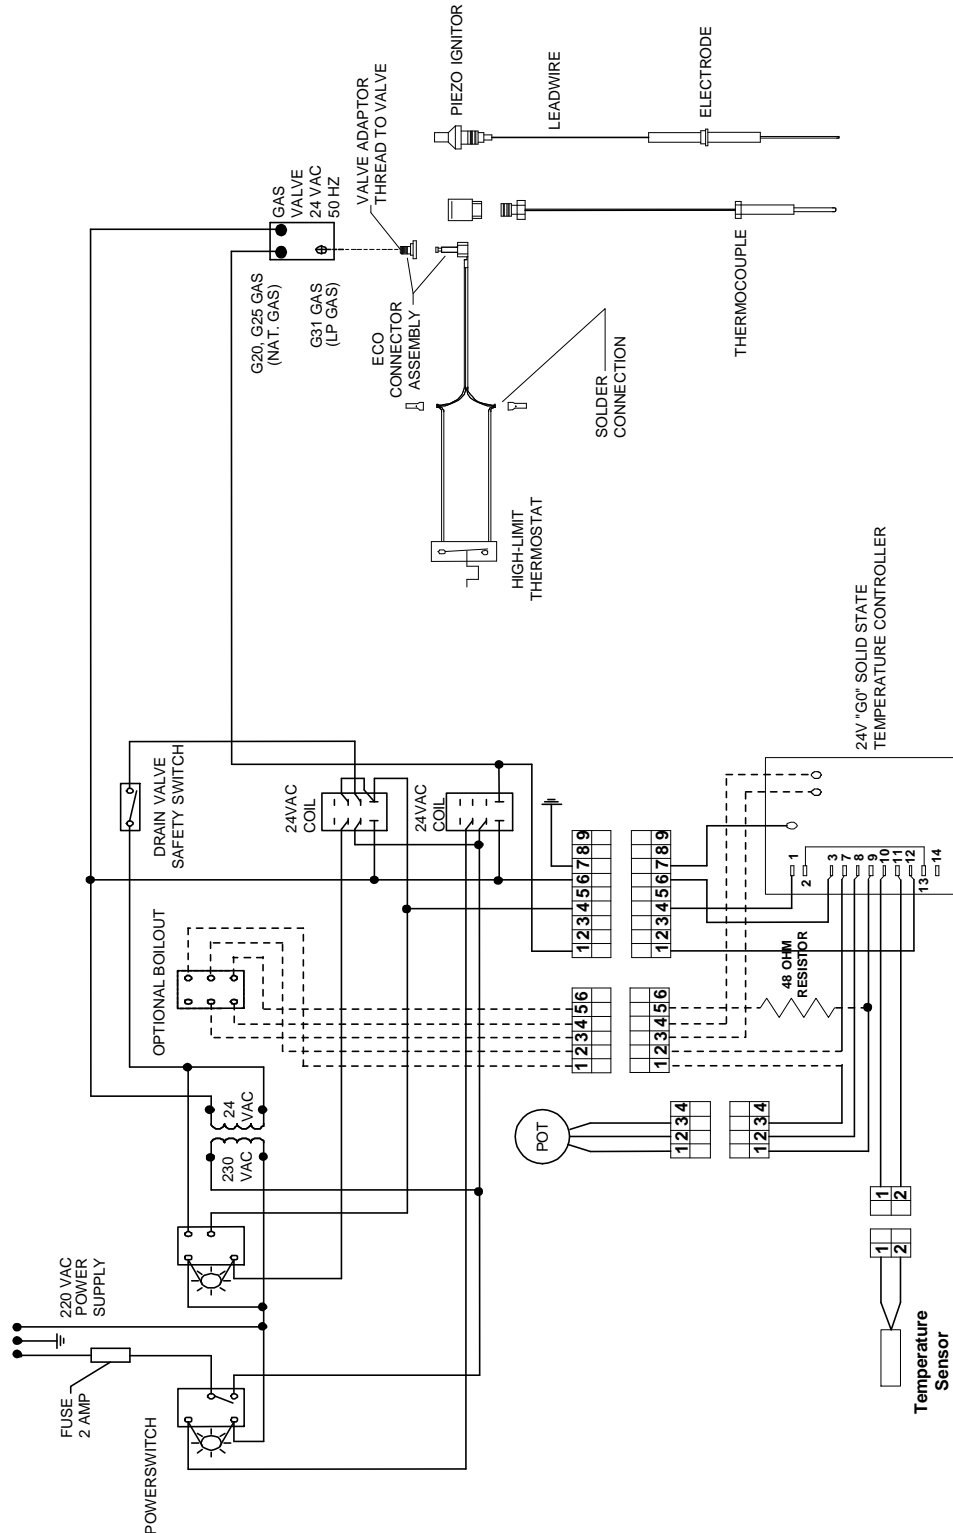 POWERSWITCH
FUSE
2 AMP
220 VAC
POWER
SUPPLY
230
VAC
24
VAC
OPTIONAL BOILOUT
DRAIN VALVE
SAFETY SWITCH
24VAC
COIL
24VAC
COIL
G20, G25 GAS
(NAT. GAS)
G31 GAS
(LP GAS)
GAS
VALVE
24 VAC
50 HZ
VALVE ADAPTOR
THREAD TO VALVE
ECO
CONNECTOR
ASSEMBLY
PIEZO IGNITOR
LEADWIRE
ELECTRODE
HIGH-LIMIT
THERMOSTAT
SOLDER
CONNECTION
THERMOCOUPLE
POT
1 2 3 4 5 6
1 2 3 4 5 6 7 8 9
1 2 3 4 5 6
1 2 3 4 5 6 7 8 9
1 2 3 4
1 2 3 4
48 OHM
RESISTOR
24V "G0" SOLID STATE
TEMPERATURE CONTROLLER
1
2
3
7
8
9
10
11
12
13
14
1
2
1
2
Temperature
Sensor